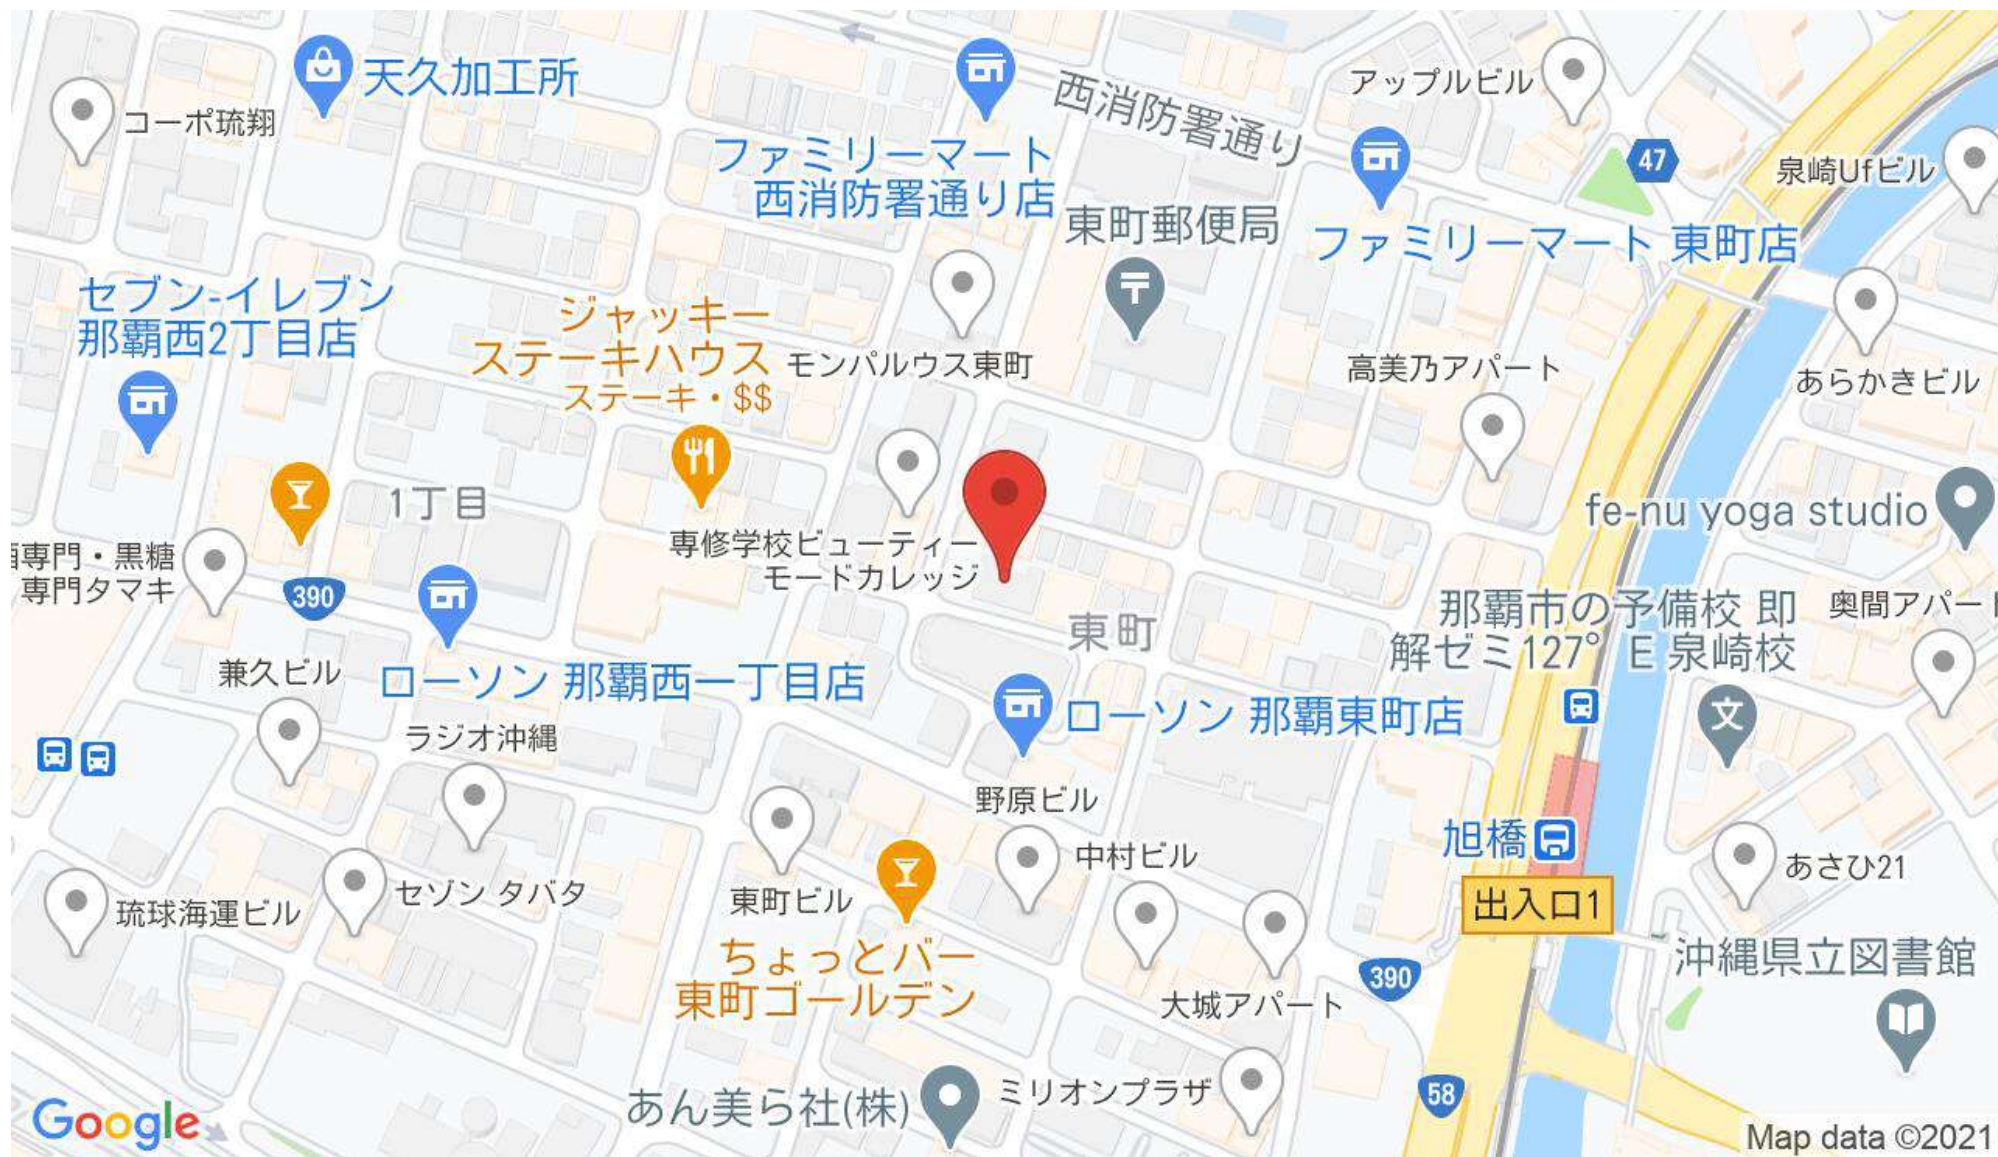 天久加工所
コーポ琉翔
西消防署通り
アップルビル
47
泉崎Ufビル
ファミリーマート
西消防署通り店
東町郵便局
ファミリーマート 東町店
セブン-イレブン
那覇西2丁目店
ジャッキー
ステーキハウス
ステーキ・$$
モンパルウス東町
高美乃アパート
あらかきビル
1丁目
fe-nu yoga studio
専修学校ビューティー
モードカレッジ
専門・黒糖
専門タマキ
390
東町
那覇市の予備校 即
解ゼミ127° E 泉崎校
奥間アパート
兼久ビル
ローソン 那覇西一丁目店
ローソン 那覇東町店
ラジオ沖縄
野原ビル
旭橋
出入口1
中村ビル
あさひ21
琉球海運ビル
セゾン タバタ
東町ビル
ちょっとバー
東町ゴールデン
390
沖縄県立図書館
大城アパート
あん美ら社(株)
ミリオンプラザ
58
Google
Map data ©2021